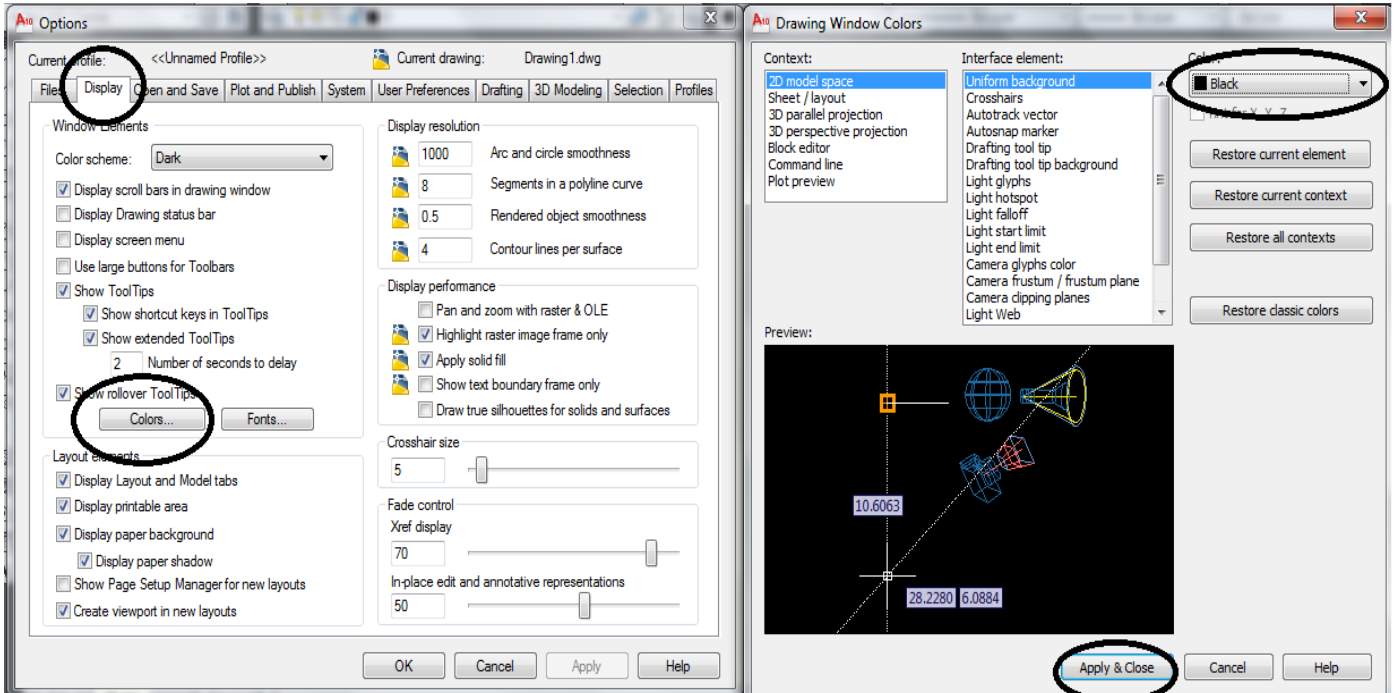 A10 Options
Current profile: <<Unnamed Profile>> Current drawing: Drawing1.dwg
Files Display Open and Save Plot and Publish System User Preferences Drafting 3D Modeling Selection Profiles
Window Elements
Color scheme: Dark
Display scroll bars in drawing window
Display Drawing status bar
Display screen menu
Use large buttons for Toolbars
Show ToolTips
Show shortcut keys in ToolTips
Show extended ToolTips
2 Number of seconds to delay
Show rollover ToolTips
Colors... Fonts...
Layout elements
Display Layout and Model tabs
Display printable area
Display paper background
Display paper shadow
Show Page Setup Manager for new layouts
Create viewport in new layouts
Display resolution
1000 Arc and circle smoothness
8 Segments in a polyline curve
0.5 Rendered object smoothness
4 Contour lines per surface
Display performance
Pan and zoom with raster & OLE
Highlight raster image frame only
Apply solid fill
Show text boundary frame only
Draw true silhouettes for solids and surfaces
Crosshair size
5
Fade control
Xref display
70
In-place edit and annotative representations
50
OK Cancel Apply Help
A10 Drawing Window Colors
Context:
2D model space
Sheet / layout
3D parallel projection
3D perspective projection
Block editor
Command line
Plot preview
Interface element:
Uniform background
Crosshairs
Autotrack vector
Autosnap marker
Drafting tool tip
Drafting tool tip background
Light glyphs
Light hotspot
Light falloff
Light start limit
Light end limit
Camera glyphs color
Camera frustum / frustum plane
Camera clipping planes
Light Web
Color:
Black
X, Y, Z
Restore current element
Restore current context
Restore all contexts
Restore classic colors
Preview:
10.6063
28.2280 6.0884
Apply & Close Cancel Help